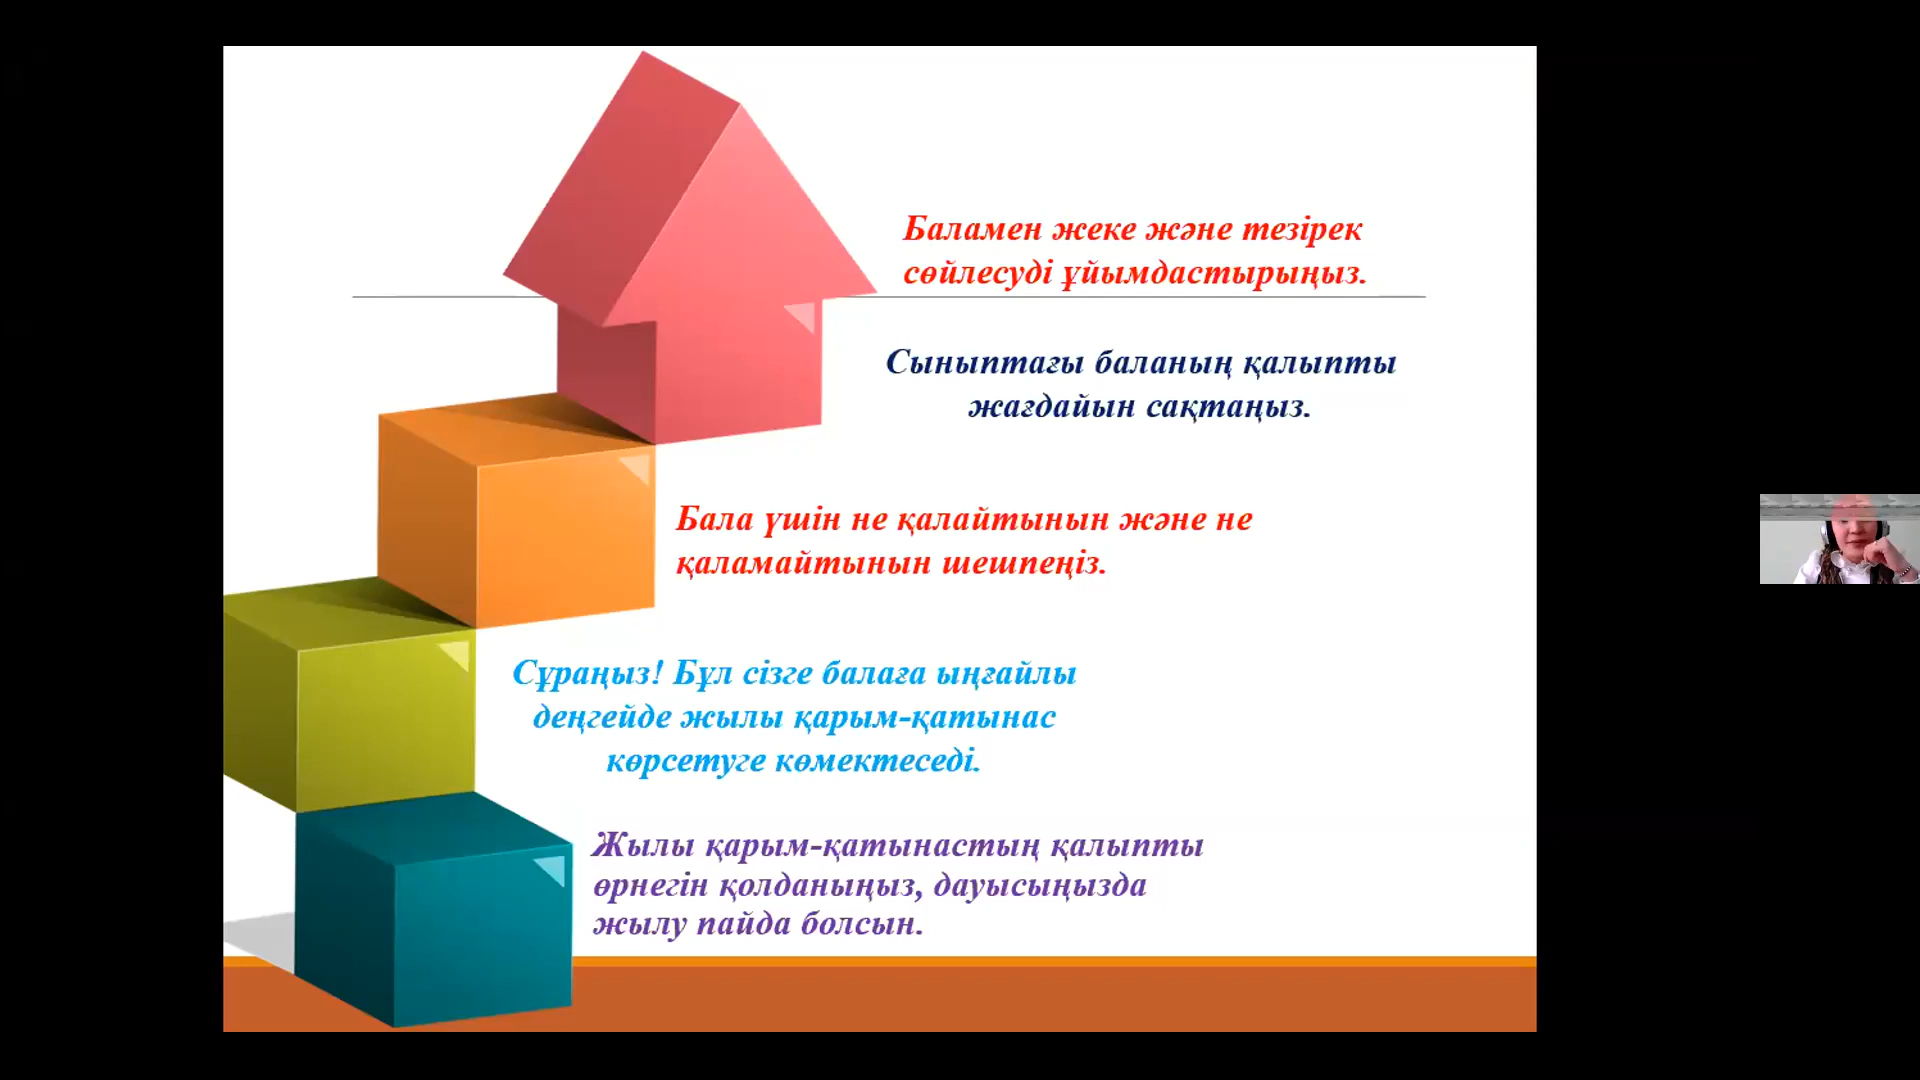 Баламен жеке және тезірек
сөйлесуді ұйымдастырыңыз.
Сыныптағы баланың қалыпты
жағдайын сақтаңыз.
Бала үшін не қалайтынын және не
қаламайтынын шешпеңіз.
Сұраңыз! Бұл сізге балаға ыңғайлы
деңгейде жылы қарым-қатынас
көрсетуге көмектеседі.
Жылы қарым-қатынастың қалыпты
өрнегін қолданыңыз, дауысыңызда
жылу пайда болсын.